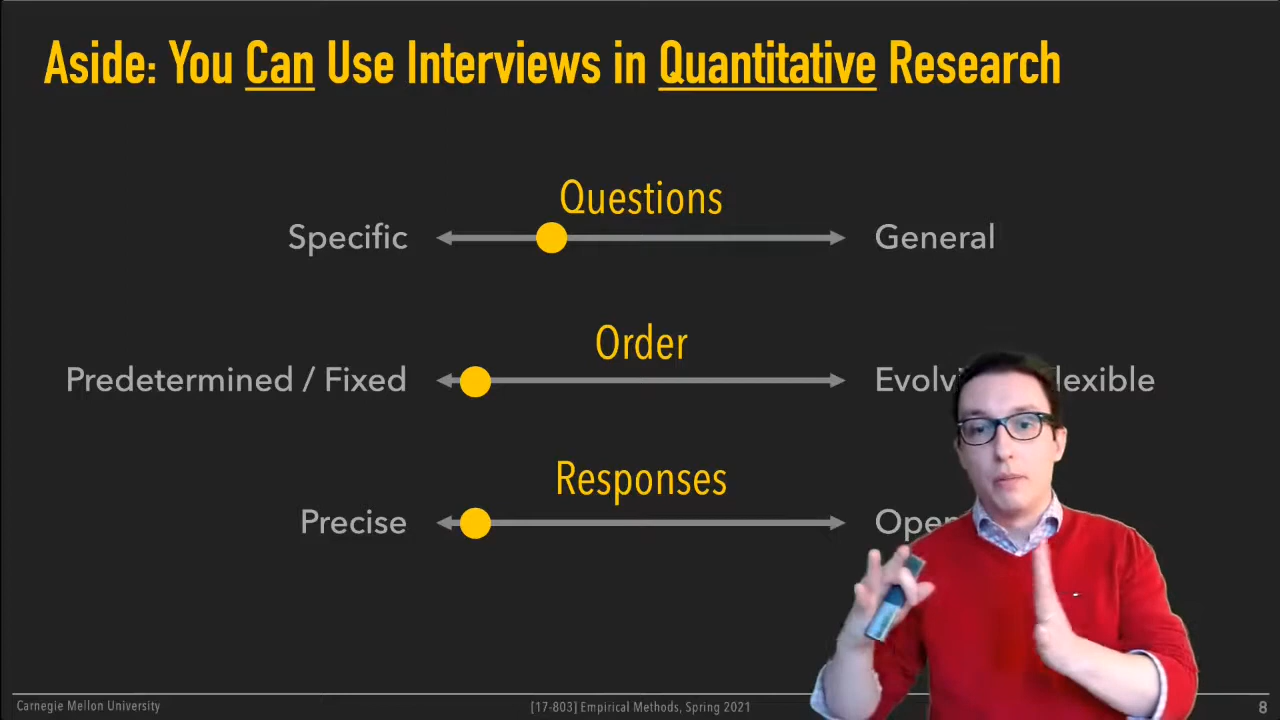 Aside: You Can Use Interviews in Quantitative Research
Questions
Specific
General
Order
Predetermined / Fixed
Responses
Precise
Carnegie Mellon University
[17-803] Empirical Methods, Spring 2021
8